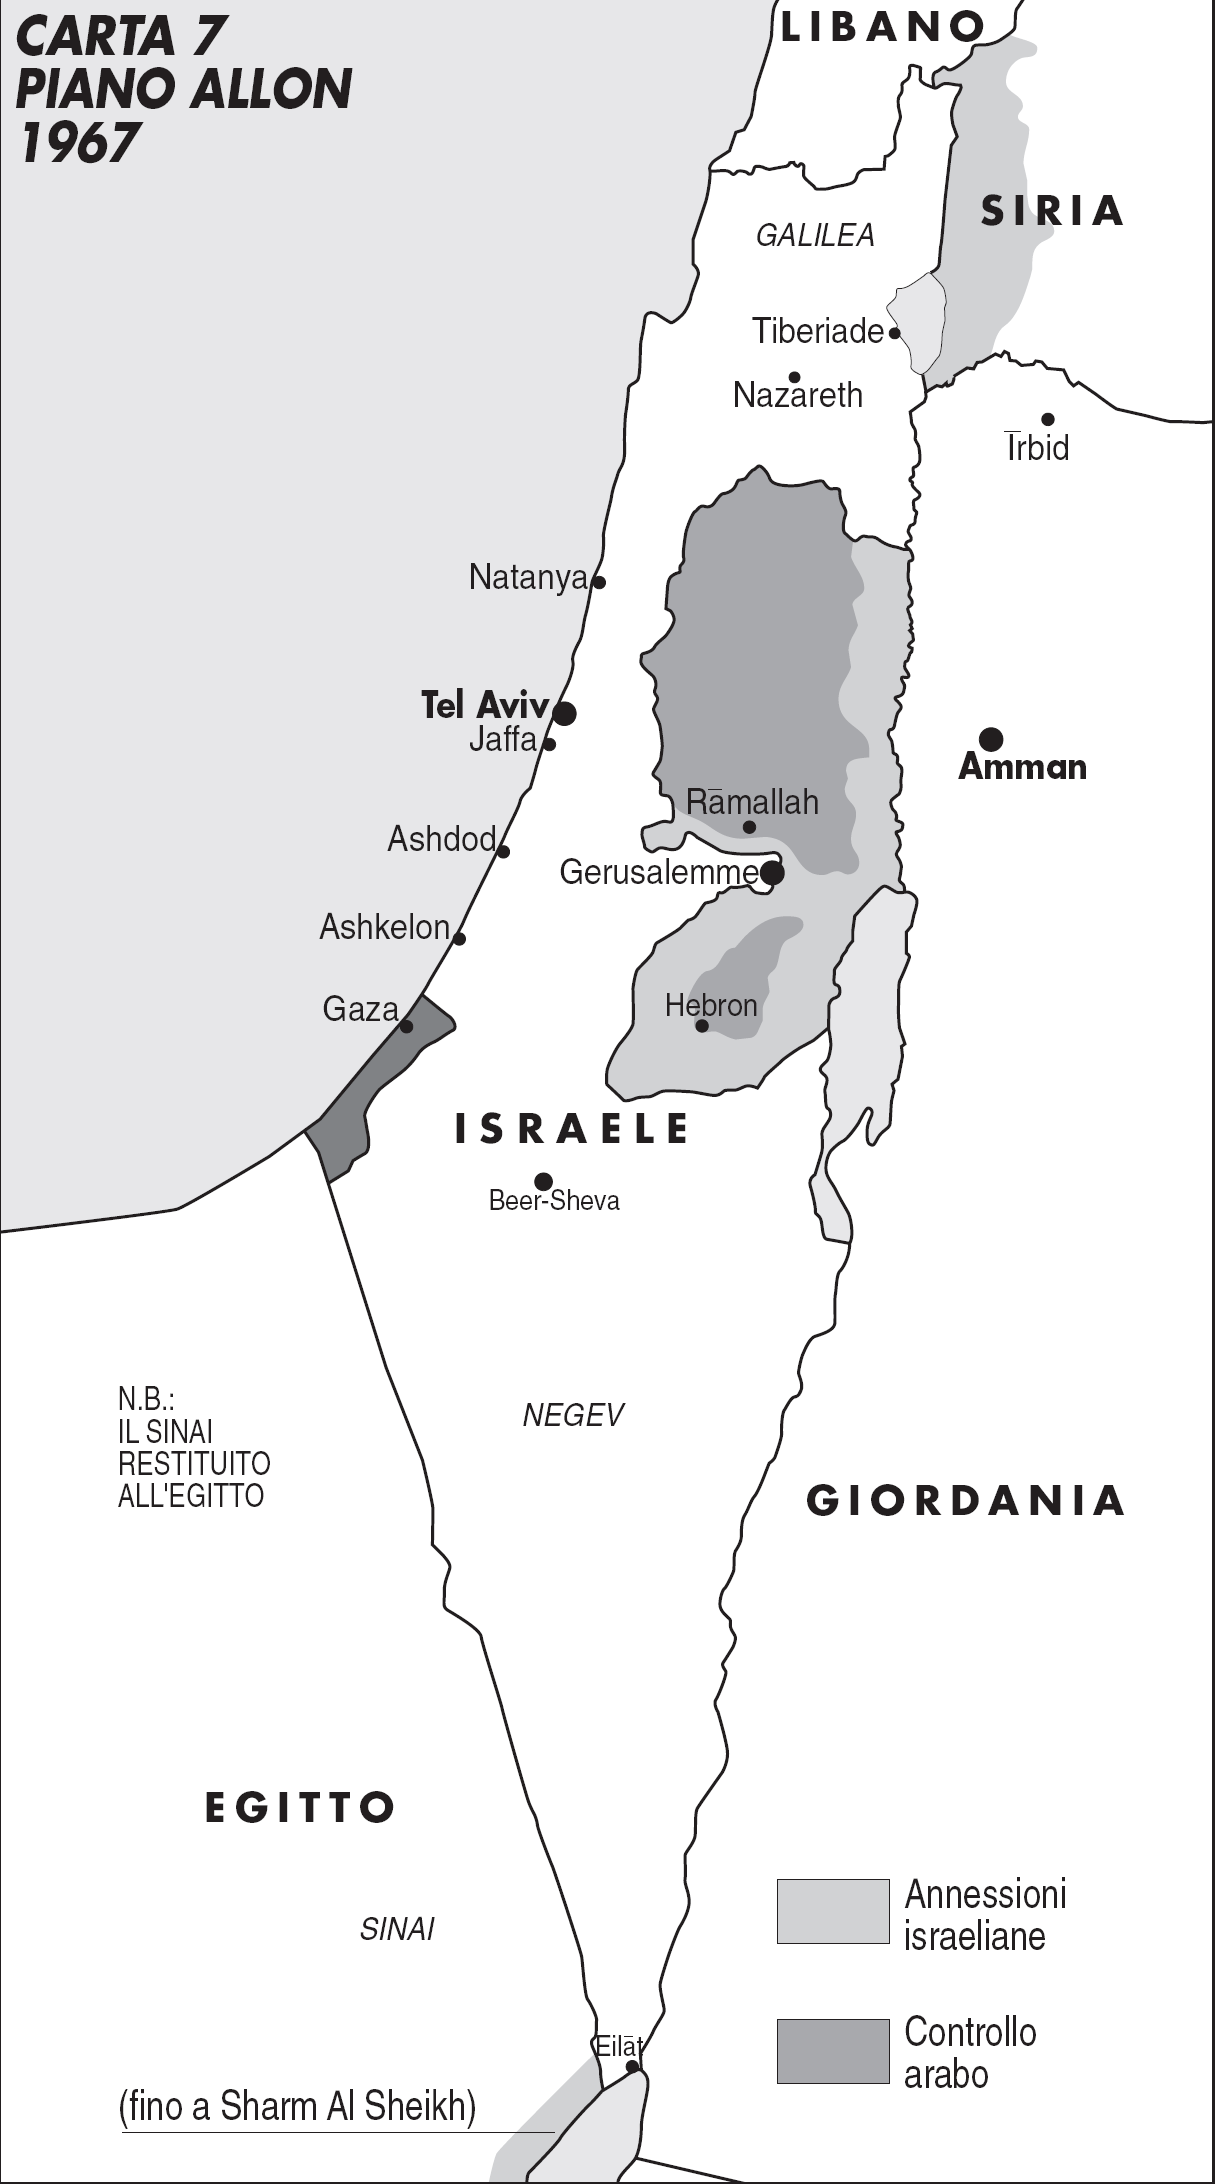 CARTA 7
PIANO ALLON
1967
LIBANO
SIRIA
GALILEA
Tiberiade
Nazareth
Īrbid
Natanya
Tel Aviv
Jaffa
Amman
Rāmallah
Ashdod
Gerusalemme
Ashkelon
Gaza
Hebron
ISRAELE
Beer-Sheva
N.B.:
IL SINAI
RESTITUITO
ALL'EGITTO
NEGEV
GIORDANIA
EGITTO
SINAI
Annessioni
israeliane
Controllo
arabo
Eilāt
(fino a Sharm Al Sheikh)